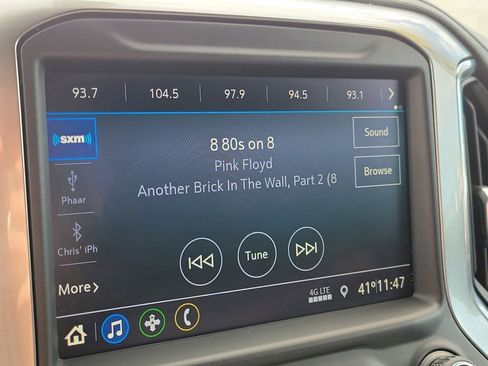 93.7 104.5 97.9 94.5 93.1
((sxm))
8 80s on 8
Pink Floyd
Another Brick In The Wall, Part 2 (8
Sound
Browse
Phaar
Chris' iPh
More
Tune
4G LTE
41° 11:47